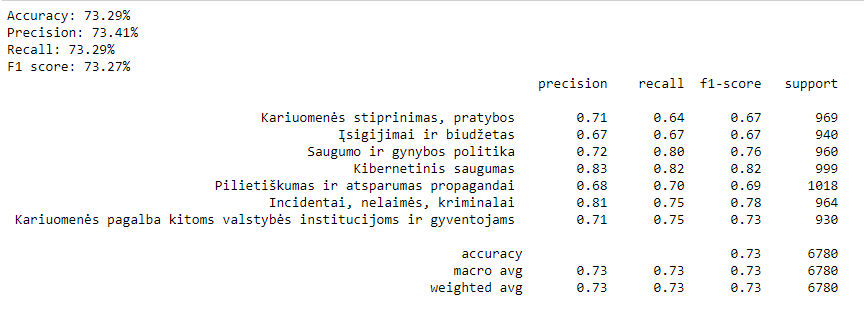 Accuracy: 73.29%
Precision: 73.41%
Recall: 73.29%
F1 score: 73.27%
precision recall f1-score support
Kariuomenės stiprinimas, pratybos 0.71 0.64 0.67 969
Įsigijimai ir biudžetas 0.67 0.67 0.67 940
Saugumo ir gynybos politika 0.72 0.80 0.76 960
Kibernetinis saugumas 0.83 0.82 0.82 999
Pilietiškumas ir atsparumas propagandai 0.68 0.70 0.69 1018
Incidentai, nelaimės, kriminalai 0.81 0.75 0.78 964
Kariuomenės pagalba kitoms valstybės institucijoms ir gyventojams 0.71 0.75 0.73 930
accuracy 0.73 6780
macro avg 0.73 0.73 0.73 6780
weighted avg 0.73 0.73 0.73 6780